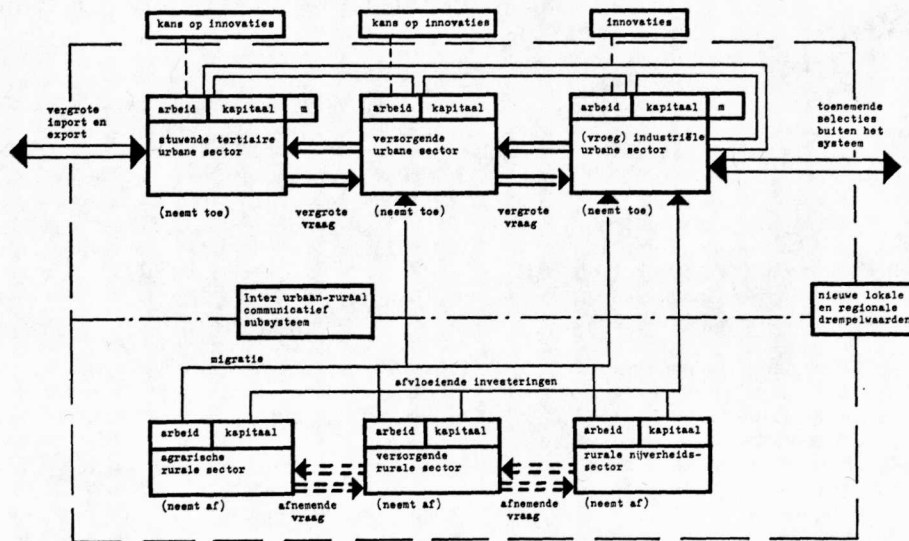 kans op innovaties
kans op innovaties
innovaties
vergrote
import en
export
toenemende
selecties
buiten het
systeem
arbeid
kapitaal
m
stuwende tertiaire
urbane sector
(neemt toe)
arbeid
kapitaal
versorgende
urbane sector
(neemt toe)
arbeid
kapitaal
m
(vroeg) industriële
urbane sector
(neemt toe)
vergrote
vraag
vergrote
vraag
Inter urbaan-ruraal
communicatief
subsysteem
nieuwe lokale
en regionale
drempelwaarden
migratie
afvloeiende investeringen
arbeid
kapitaal
agrarische
rurale sector
(neemt af)
arbeid
kapitaal
versorgende
rurale sector
(neemt af)
arbeid
kapitaal
rurale nijverheids-
sector
(neemt af)
afnemende
vraag
afnemende
vraag